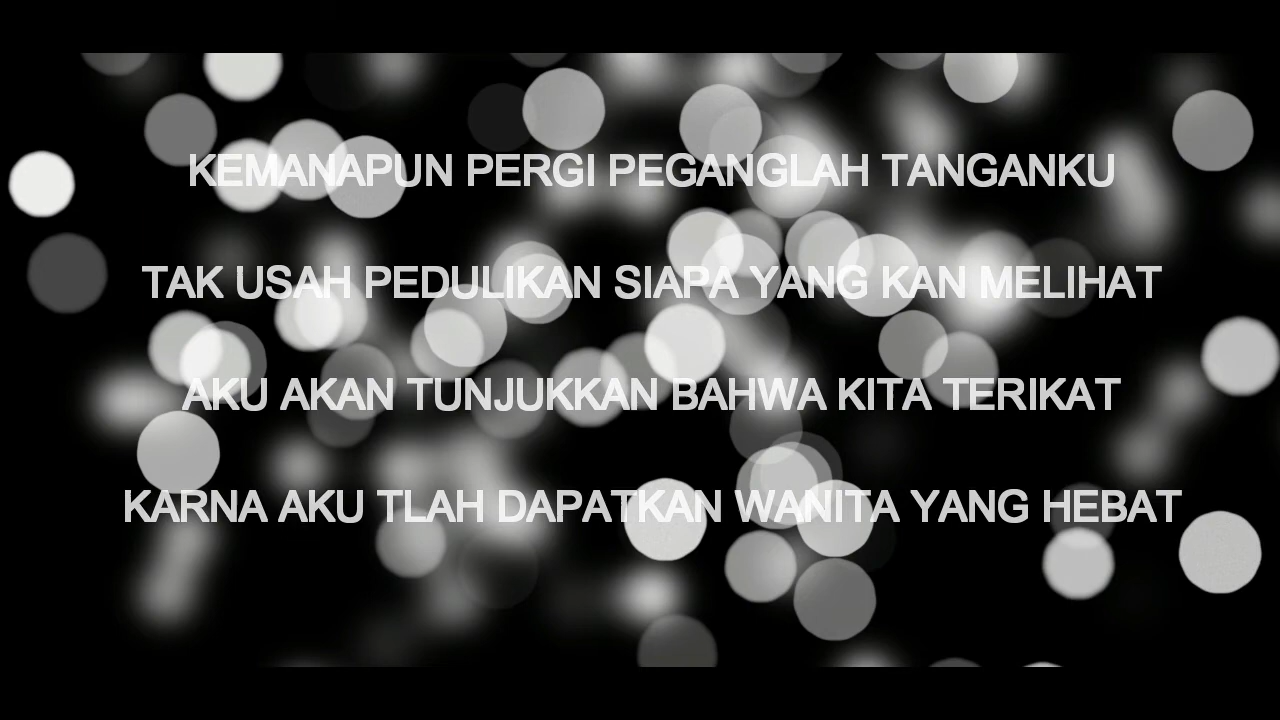 KEMANAPUN PERGI PEGANGLAH TANGANKU
TAK USAH PEDULIKAN SIAPA YANG KAN MELIHAT
AKU AKAN TUNJUKKAN BAHWA KITA TERIKAT
KARNA AKU TLAH DAPATKAN WANITA YANG HEBAT